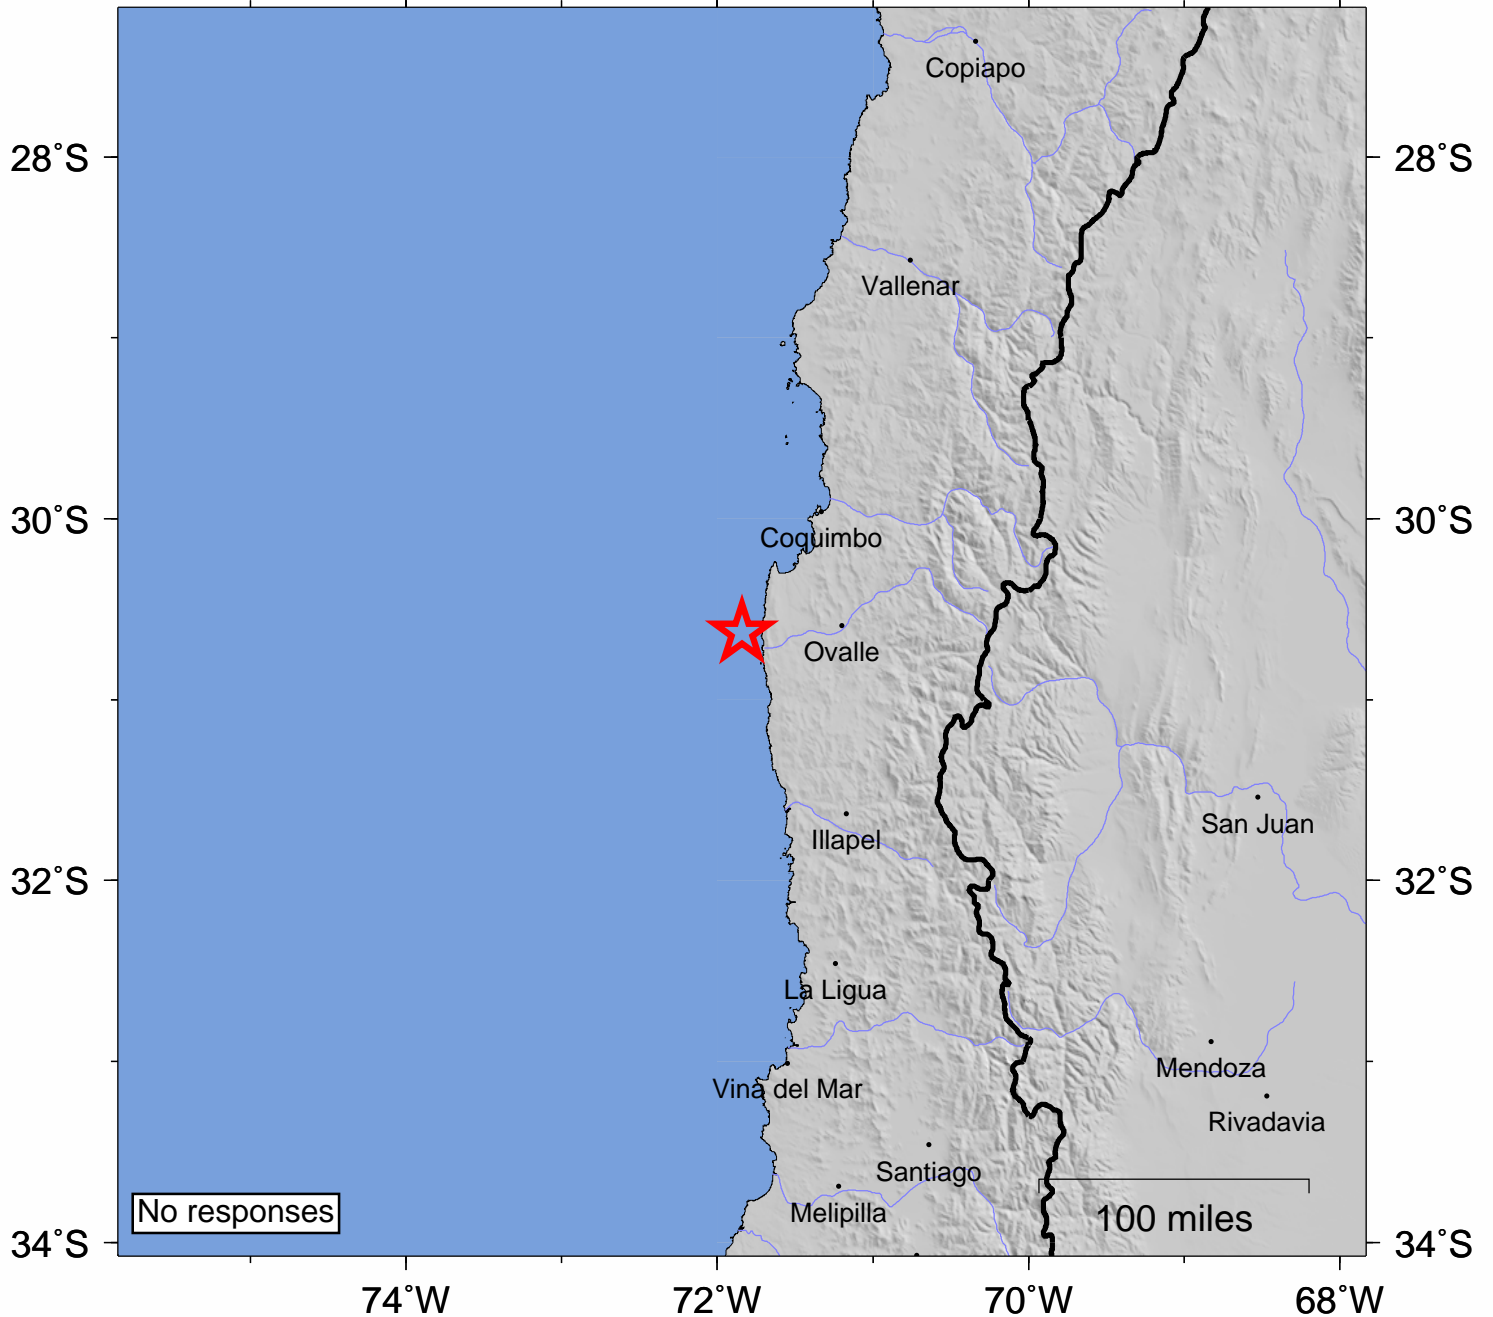 Copiapo
28°S
28°S
Vallenar
30°S
30°S
Coquimbo
Ovalle
San Juan
Illapel
32°S
32°S
La Ligua
Mendoza
Vina del Mar
Rivadavia
Santiago
No responses
Melipilla
100 miles
34°S
34°S
74°W
72°W
70°W
68°W